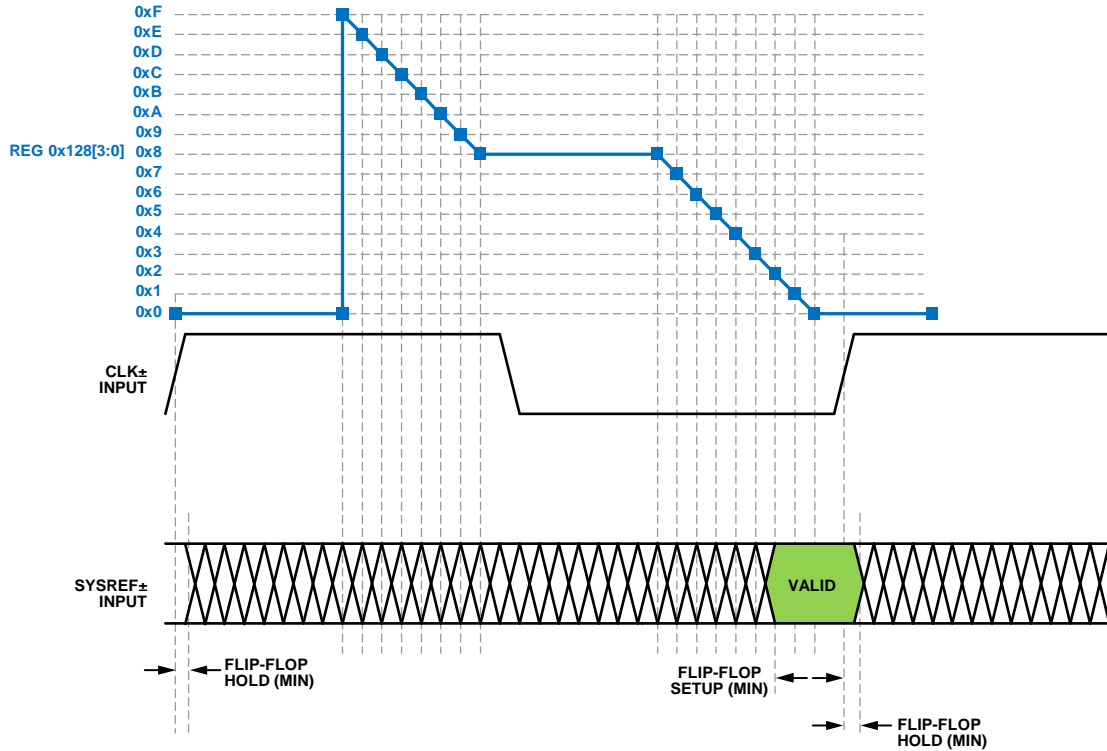 0xF
0xE
0xD
0xC
0xB
0xA
0x9
REG 0x128[3:0] 0x8
0x7
0x6
0x5
0x4
0x3
0x2
0x1
0x0
CLK±
INPUT
SYSREF±
INPUT
VALID
FLIP-FLOP
HOLD (MIN)
FLIP-FLOP
SETUP (MIN)
FLIP-FLOP
HOLD (MIN)